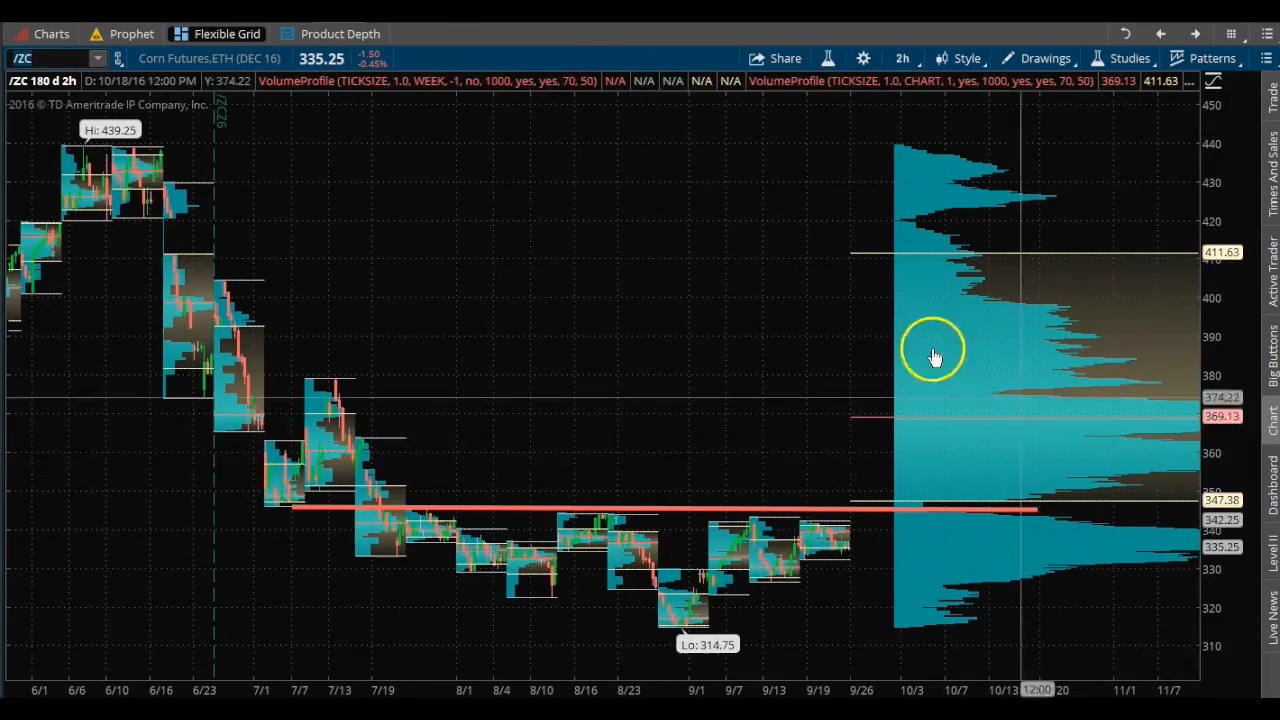 Charts Prophet Flexible Grid Product Depth
/ZC Corn Futures,ETH (DEC 16) 335.25 -1.50 -0.45% Share 2h Style Drawings Studies Patterns
/ZC 180 d 2h D: 10/18/16 12:00 PM Y: 374.22 VolumeProfile (TICKSIZE, 1.0, WEEK, -1, no, 1000, yes, yes, 70, 50) N/A N/A N/A N/A N/A VolumeProfile (TICKSIZE, 1.0, CHART, 1, yes, 1000, yes, yes, 70, 50) 369.13 411.63 ...
2016 © TD Ameritrade IP Company, Inc.
/ZCZ6
Hi: 439.25
Lo: 314.75
450
440
430
420
411.63
410
400
390
380
374.22
369.13
360
350
347.38
342.25
340
335.25
330
320
310
6/1 6/6 6/10 6/16 6/23 7/1 7/7 7/13 7/19 8/1 8/4 8/10 8/16 8/23 9/1 9/7 9/13 9/19 9/26 10/3 10/7 10/13 12:00 20 11/1 11/7
Trade
Times And Sales
Active Trader
Big Buttons
Chart
Dashboard
Level II
Live News